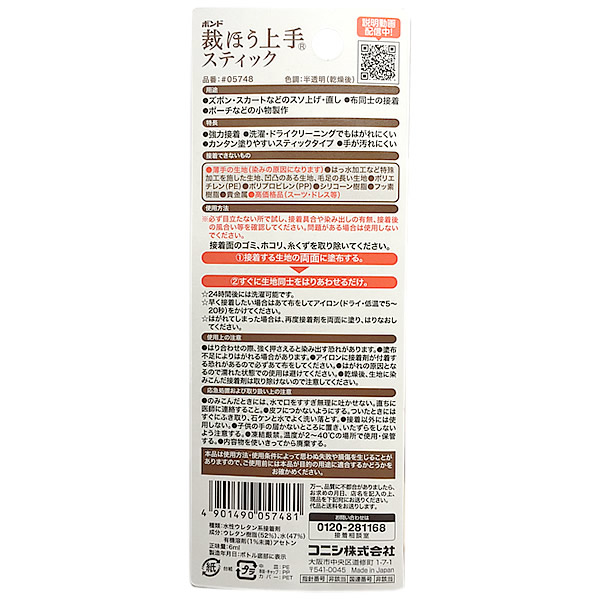 ボンド
裁ほう上手®
スティック
説明動画
配信中!
品番:#05748
色調:半透明(乾燥後)
用途
●ズボン・スカートなどのスソ上げ・直し ●布同士の接着
●ポーチなどの小物製作
特長
●強力接着 ●洗濯・ドライクリーニングでもはがれにくい
●カンタン塗りやすいスティックタイプ ●手が汚れにくい
接着できないもの
●薄手の生地(染みの原因になります)●はっ水加工など特殊
加工を施した生地、凹凸のある生地、毛足の長い生地●ポリエ
チレン(PE)●ポリプロピレン(PP)●シリコーン樹脂●フッ素
樹脂●貴金属●高価格品(スーツ・ドレス等)
使用方法
※必ず目立たない所で試し、接着具合や染み出しの有無、接着後
の風合い等を確認してください。問題がある場合は使用しない
でください。
接着面のゴミ、ホコリ、糸くずを取り除いてください。
①接着する生地の両面に塗布する。
②すぐに生地同士をはりあわせるだけ。
☆24時間後には洗濯可能です。
☆早く接着したい場合はあて布をしてアイロン(ドライ・低温で5~
20秒)をかけてください。
☆はがれてしまった場合は、再度接着剤を両面に塗り、はりなおし
てください。
使用上の注意
●はり合わせの際、強く押さえると染み出す恐れがあります。●塗布
不足によりはがれる場合があります。●アイロンに接着剤が付着す
る恐れがあるので必ずあて布をしてください。●はがれの原因とな
るので濡れた状態での使用は避けてください。●乾燥後、生地に染
みこんだ接着剤は取り除けないので注意してください。
応急処置および取り扱い上の注意
●のみこんだときには、水で口をすすぎ無理に吐かせない。直ちに
医師に連絡すること。●皮フにつかないようにする。ついたときには
すぐにふき取り、石ケンと水でよく洗い落とす。●接着以外には使
用しない。●子供の手の届かないところに置き、いたずらをしない
よう注意する。●凍結厳禁。温度が2~40℃の場所で使用・保管
する。●内容物を使いきってから廃棄する。
本品は使用方法・使用条件によって思わぬ失敗や損傷を生じること
がありますので、ご使用前には本品が目的の用途に適合するかどうかを
お確かめください。
4 901490 057481
万一、品質に不都合がありましたら、
お求めの月日、店名を記入の上、
現品を下記宛にお送りください。
代品と送料をお送りします。
お問い合わせは
0120-281168
接着相談室
種類:水性ウレタン系接着剤
成分:ウレタン樹脂(52%)、水(47%)
有機溶剤(1%未満)アセトン
正味量:6ml
製造年月日:ボトル底部に表示
コニシ株式会社
大阪市中央区道修町1-7-1
〒541-0045 Made in Japan
紙
台紙
プラ
中皿:PE
中栓・キャップ:PP
カバー:PET
指針番号 非該当 国連番号 非該当